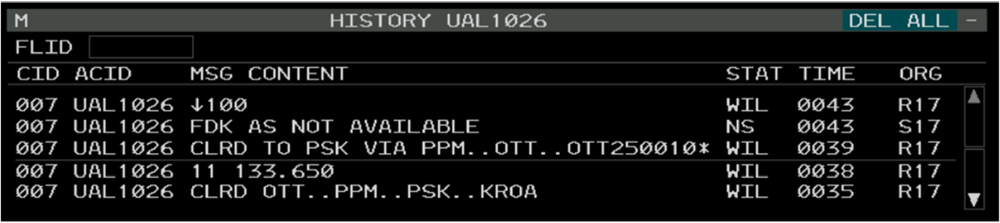 M HISTORY UAL1026 DEL ALL –
FLID
CID ACID MSG CONTENT STAT TIME ORG
007 UAL1026 ↓100 WIL 0043 R17
007 UAL1026 FDK AS NOT AVAILABLE NS 0043 S17
007 UAL1026 CLRD TO PSK VIA PPM..OTT..OTT250010* WIL 0039 R17
007 UAL1026 11 133.650 WIL 0038 R17
007 UAL1026 CLRD OTT..PPM..PSK..KROA WIL 0035 R17